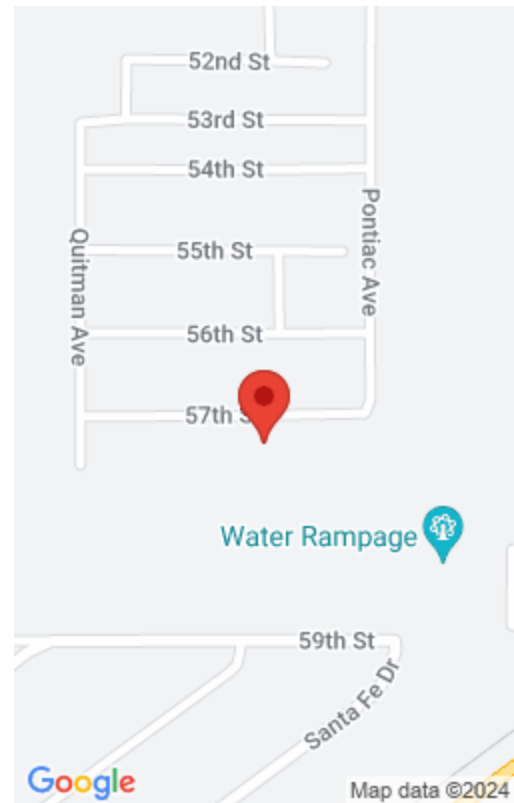 52nd St
53rd St
54th St
Pontiac Ave
Quitman Ave
55th St
56th St
57th S
Water Rampage
59th St
Santa Fe Dr
Google
Map data ©2024